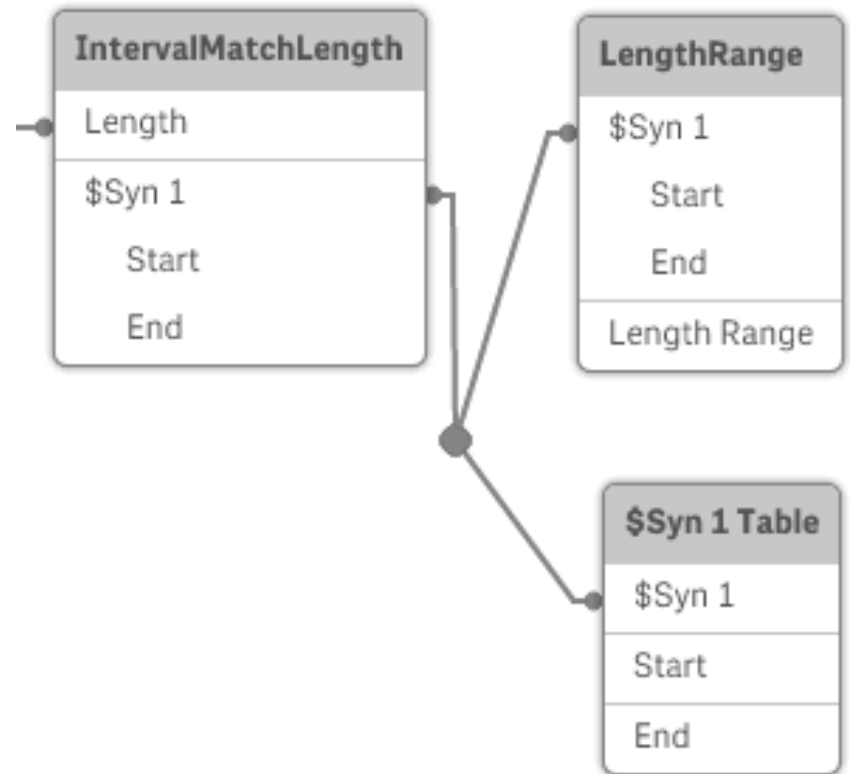 IntervalMatchLength
Length
$Syn 1
Start
End
LengthRange
$Syn 1
Start
End
Length Range
$Syn 1 Table
$Syn 1
Start
End